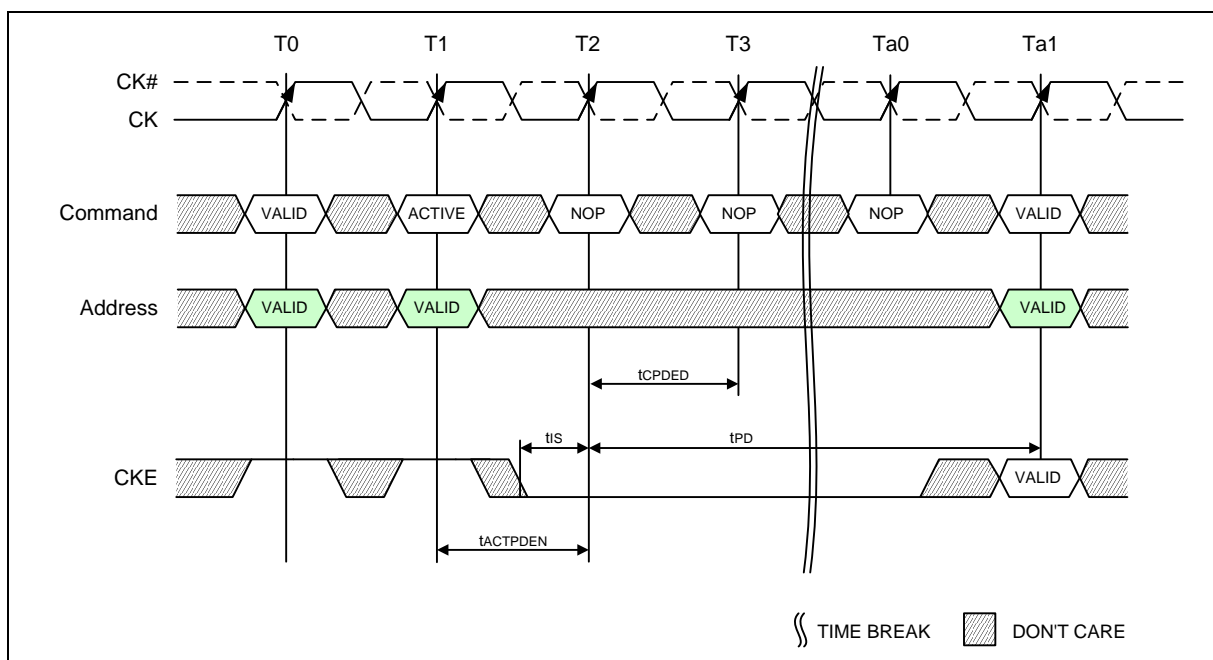 T0 T1 T2 T3 Ta0 Ta1
CK#
CK
Command VALID ACTIVE NOP NOP NOP VALID
Address VALID VALID VALID
tCPDED
tIS tPD
CKE VALID
tACTPDEN
TIME BREAK DON'T CARE